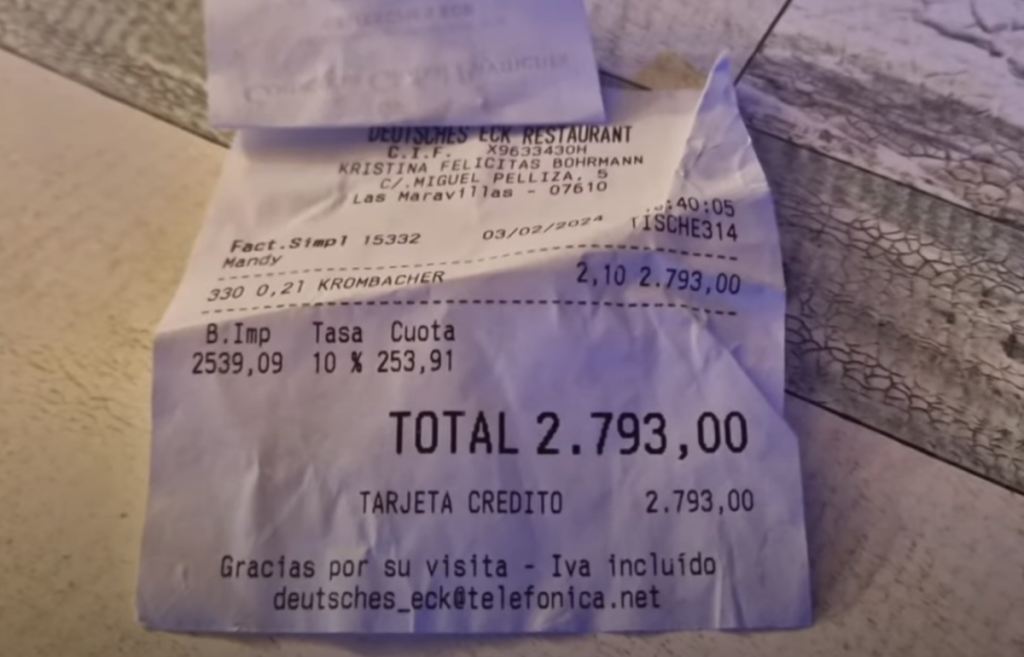 DEUTSCHES ECK RESTAURANT
C.I.F. X9633430H
KRISTINA FELICITAS BOHRMANN
C/.MIGUEL PELLIZA, 5
Las Maravillas - 07610
:40:05
Fact.Simpl 15332 03/02/2024 TISCHE314
Mandy
330 0,2l KROMBACHER 2,10 2.793,00
B.Imp Tasa Cuota
2539,09 10 % 253,91
TOTAL 2.793,00
TARJETA CREDITO 2.793,00
Gracias por su visita - Iva incluído
deutsches_eck@telefonica.net